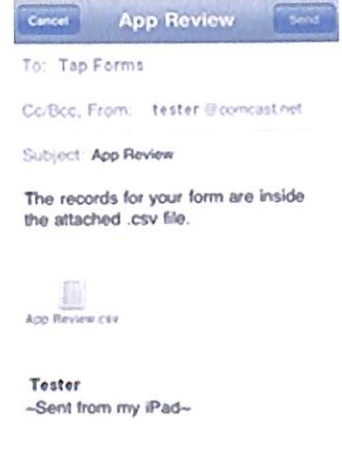 Cancel App Review Send
To: Tap Forms
Cc/Bcc, From: tester @comcast.net
Subject: App Review
The records for your form are inside
the attached .csv file.
App Review.csv
Tester
~Sent from my iPad~